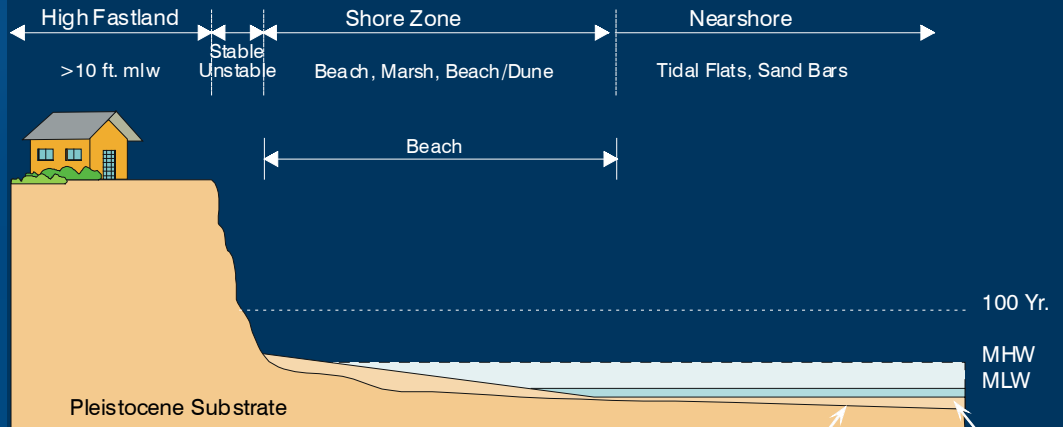 High Fastland
Shore Zone
Nearshore
Stable
Unstable
>10 ft. mlw
Beach, Marsh, Beach/Dune
Tidal Flats, Sand Bars
Beach
100 Yr.
MHW
MLW
Pleistocene Substrate